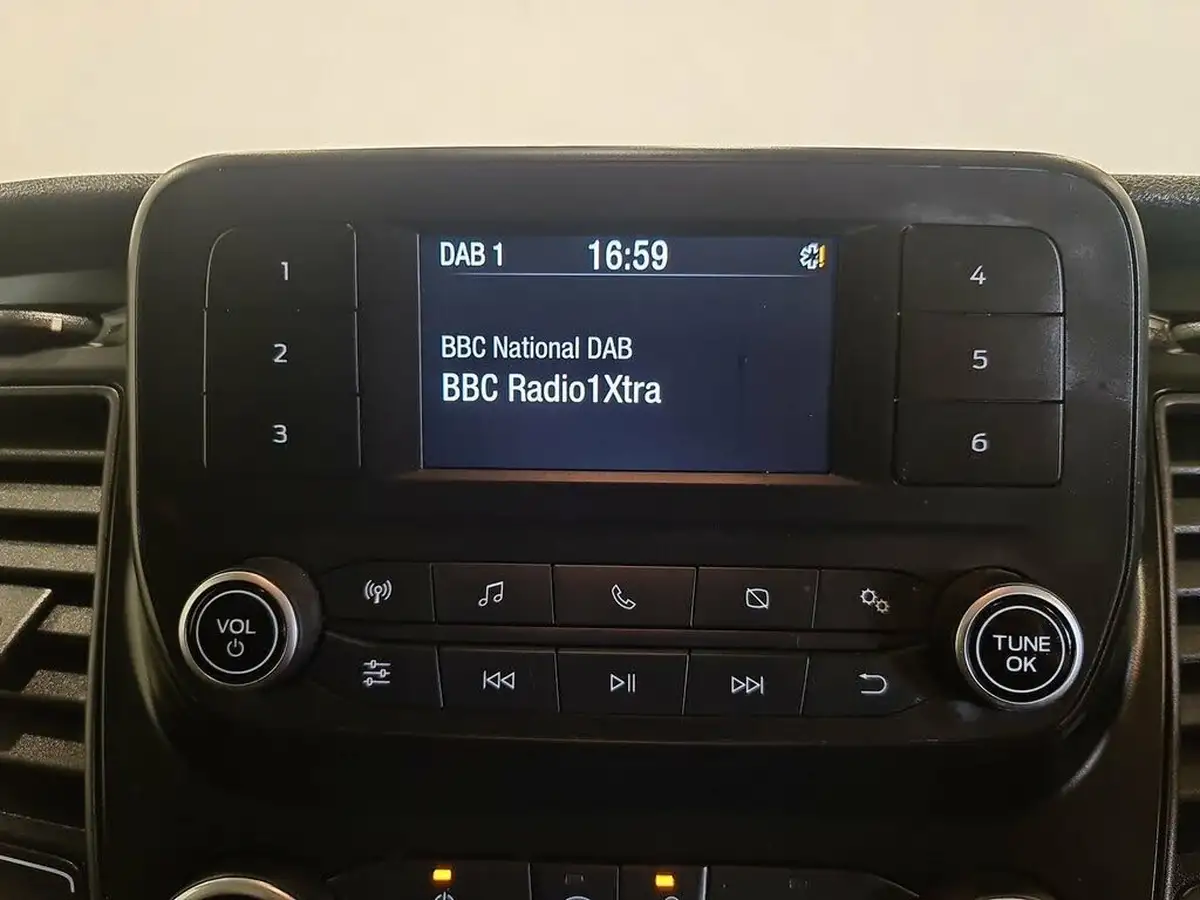 DAB 1 16:59
BBC National DAB
BBC Radio1Xtra
1
2
3
4
5
6
VOL
TUNE
OK